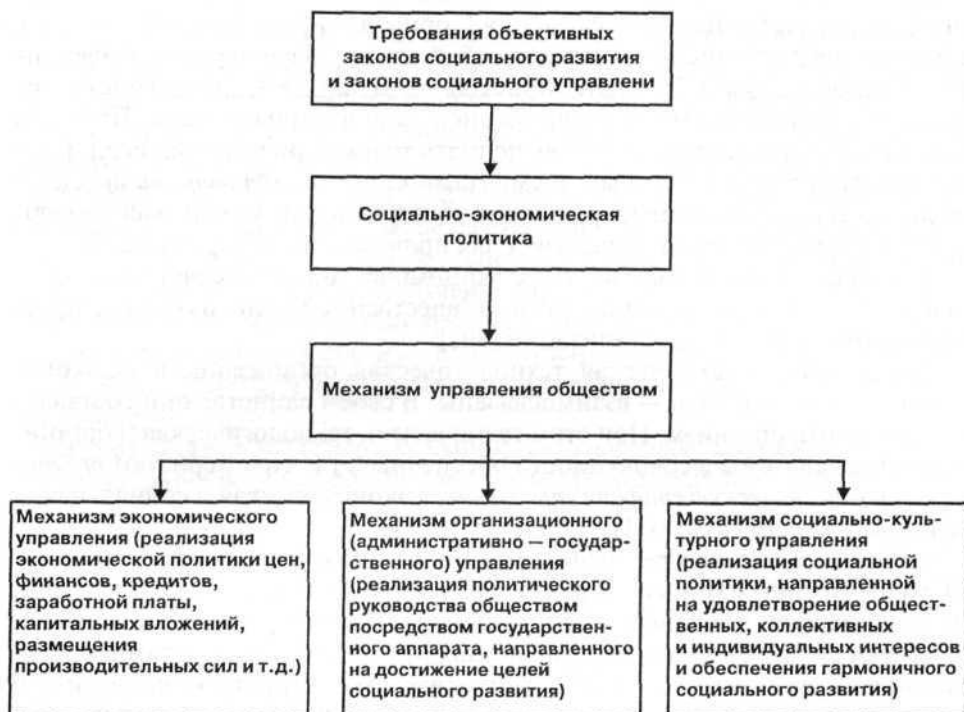 Требования объективных
законов социального развития
и законов социального управлени
Социально-экономическая
политика
Механизм управления обществом
Механизм экономического
управления (реализация
экономической политики цен,
финансов, кредитов,
заработной платы,
капитальных вложений,
размещения
производительных сил и т.д.)
Механизм организационного
(административно — государ-
ственного) управления
(реализация политического
руководства обществом
посредством государствен-
ного аппарата, направленного
на достижение целей
социального развития)
Механизм социально-куль-
турного управления
(реализация социальной
политики, направленной
на удовлетворение общест-
венных, коллективных
и индивидуальных интересов
и обеспечения гармоничного
социального развития)